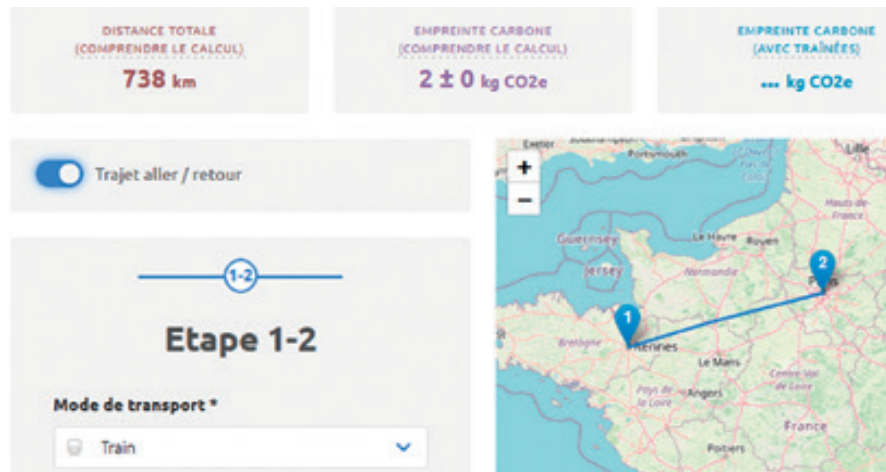 DISTANCE TOTALE
(COMPRENDRE LE CALCUL)
738 km
EMPREINTE CARBONE
(COMPRENDRE LE CALCUL)
2 ± 0 kg CO2e
EMPREINTE CARBONE
(AVEC TRAÎNÉES)
... kg CO2e
Trajet aller / retour
1-2
Etape 1-2
Mode de transport *
Train
+
−
Exeter
Portsmouth
Lille
Hauts-de-
France
Guernsey
Le Havre
Rouen
Jersey
Normandie
2
Paris
1
Bretagne
Rennes
Le Mans
Centre-Val
de Loire
Pays de
la Loire
Angers
France
Poitiers